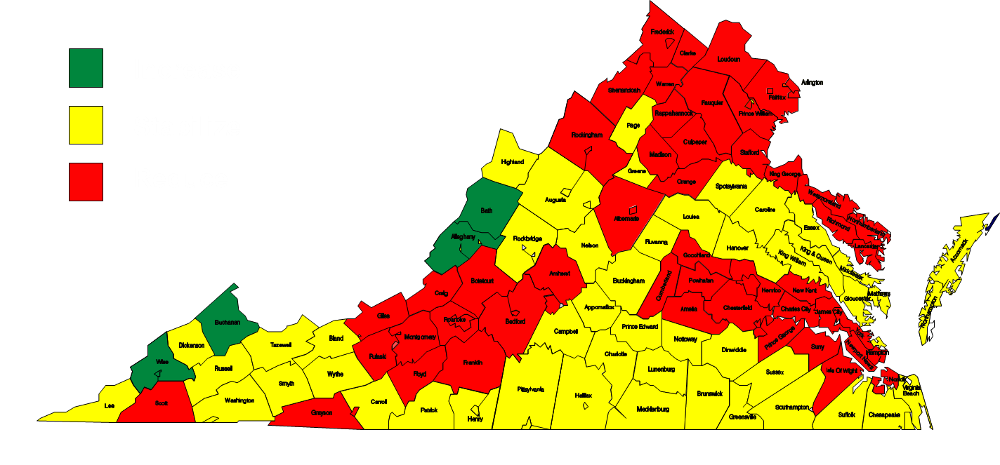 Frederick
Clarke
Loudoun
Arlington
Shenandoah
Warren
Fairfax
Fauquier
Prince William
Rappahannock
Page
Rockingham
Culpeper
Stafford
Madison
Highland
Greene
King George
Orange
Spotsylvania
Westmoreland
Augusta
Bath
Caroline
Louisa
Albemarle
Richmond
Northumberland
Essex
Alleghany
Rockbridge
Fluvanna
Nelson
Hanover
Lancaster
King & Queen
King William
Accomack
Goochland
Middlesex
Amherst
Botetourt
Cumberland
Powhatan
Buckingham
Craig
Henrico
New Kent
Mathews
Gloucester
Appomattox
Amelia
Chesterfield
Charles City
James City
Northampton
Giles
Roanoke
Bedford
Buchanan
Prince Edward
Campbell
Bland
Montgomery
Nottoway
Prince George
York
Dickenson
Tazewell
Surry
Dinwiddie
Newport News
Hampton
Pulaski
Charlotte
Wise
Franklin
Russell
Lunenburg
Isle Of Wight
Sussex
Wythe
Floyd
Norfolk
Smyth
Pittsylvania
Virginia
Beach
Brunswick
Halifax
Washington
Carroll
Scott
Lee
Southampton
Patrick
Mecklenburg
Grayson
Suffolk
Chesapeake
Greensville
Henry